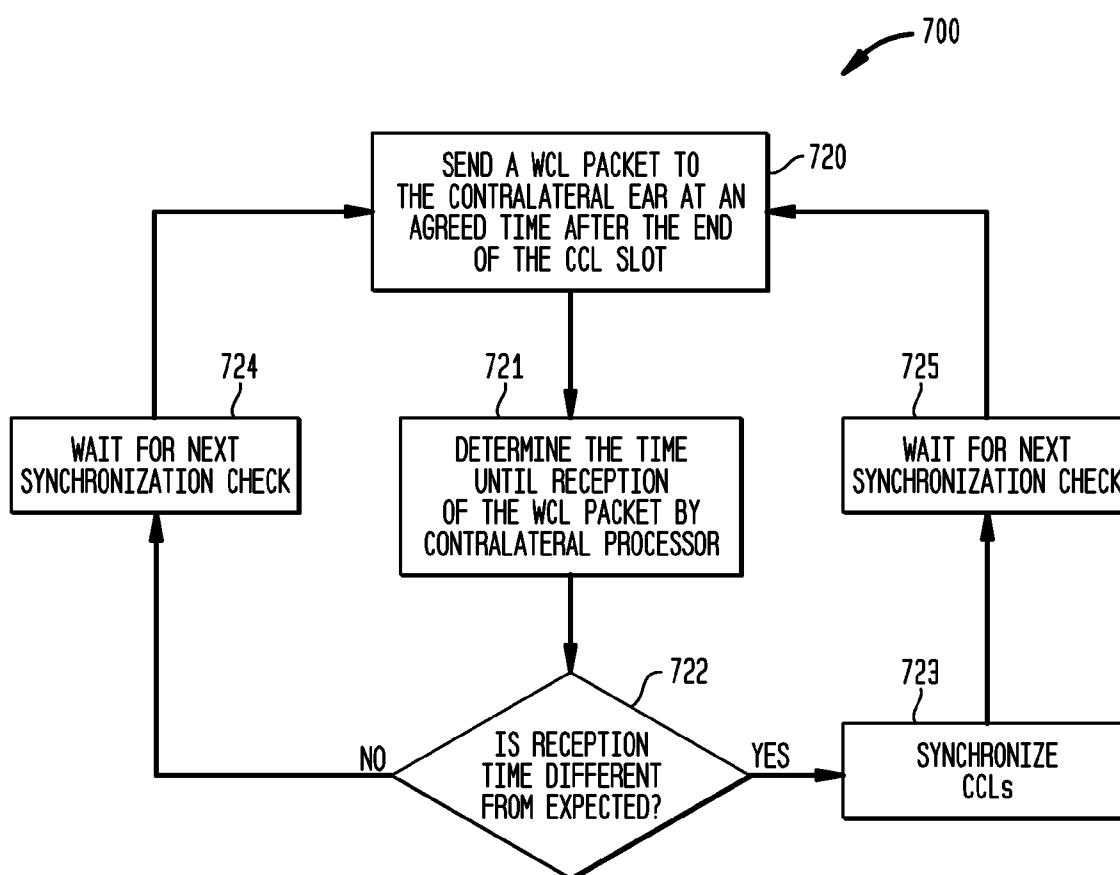 700
SEND A WCL PACKET TO
THE CONTRALATERAL EAR AT AN
AGREED TIME AFTER THE END
OF THE CCL SLOT
720
724
WAIT FOR NEXT
SYNCHRONIZATION CHECK
721
DETERMINE THE TIME
UNTIL RECEPTION
OF THE WCL PACKET BY
CONTRALATERAL PROCESSOR
725
WAIT FOR NEXT
SYNCHRONIZATION CHECK
722
IS RECEPTION
TIME DIFFERENT
FROM EXPECTED?
NO
YES
723
SYNCHRONIZE
CCLs